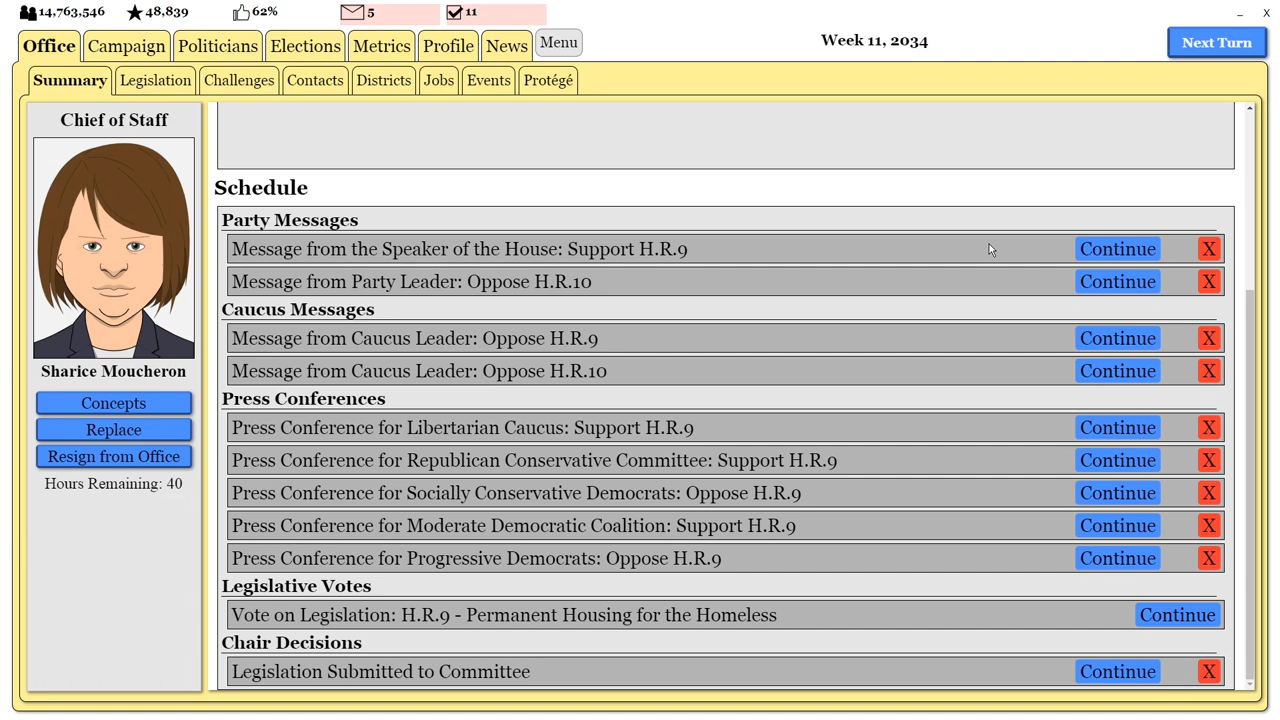 14,763,546 48,839 62% 5 11
_ X
Office Campaign Politicians Elections Metrics Profile News Menu
Week 11, 2034
Next Turn
Summary Legislation Challenges Contacts Districts Jobs Events Protégé
Chief of Staff
Sharice Moucheron
Concepts
Replace
Resign from Office
Hours Remaining: 40
Schedule
Party Messages
Message from the Speaker of the House: Support H.R.9 Continue X
Message from Party Leader: Oppose H.R.10 Continue X
Caucus Messages
Message from Caucus Leader: Oppose H.R.9 Continue X
Message from Caucus Leader: Oppose H.R.10 Continue X
Press Conferences
Press Conference for Libertarian Caucus: Support H.R.9 Continue X
Press Conference for Republican Conservative Committee: Support H.R.9 Continue X
Press Conference for Socially Conservative Democrats: Oppose H.R.9 Continue X
Press Conference for Moderate Democratic Coalition: Support H.R.9 Continue X
Press Conference for Progressive Democrats: Oppose H.R.9 Continue X
Legislative Votes
Vote on Legislation: H.R.9 - Permanent Housing for the Homeless Continue
Chair Decisions
Legislation Submitted to Committee Continue X